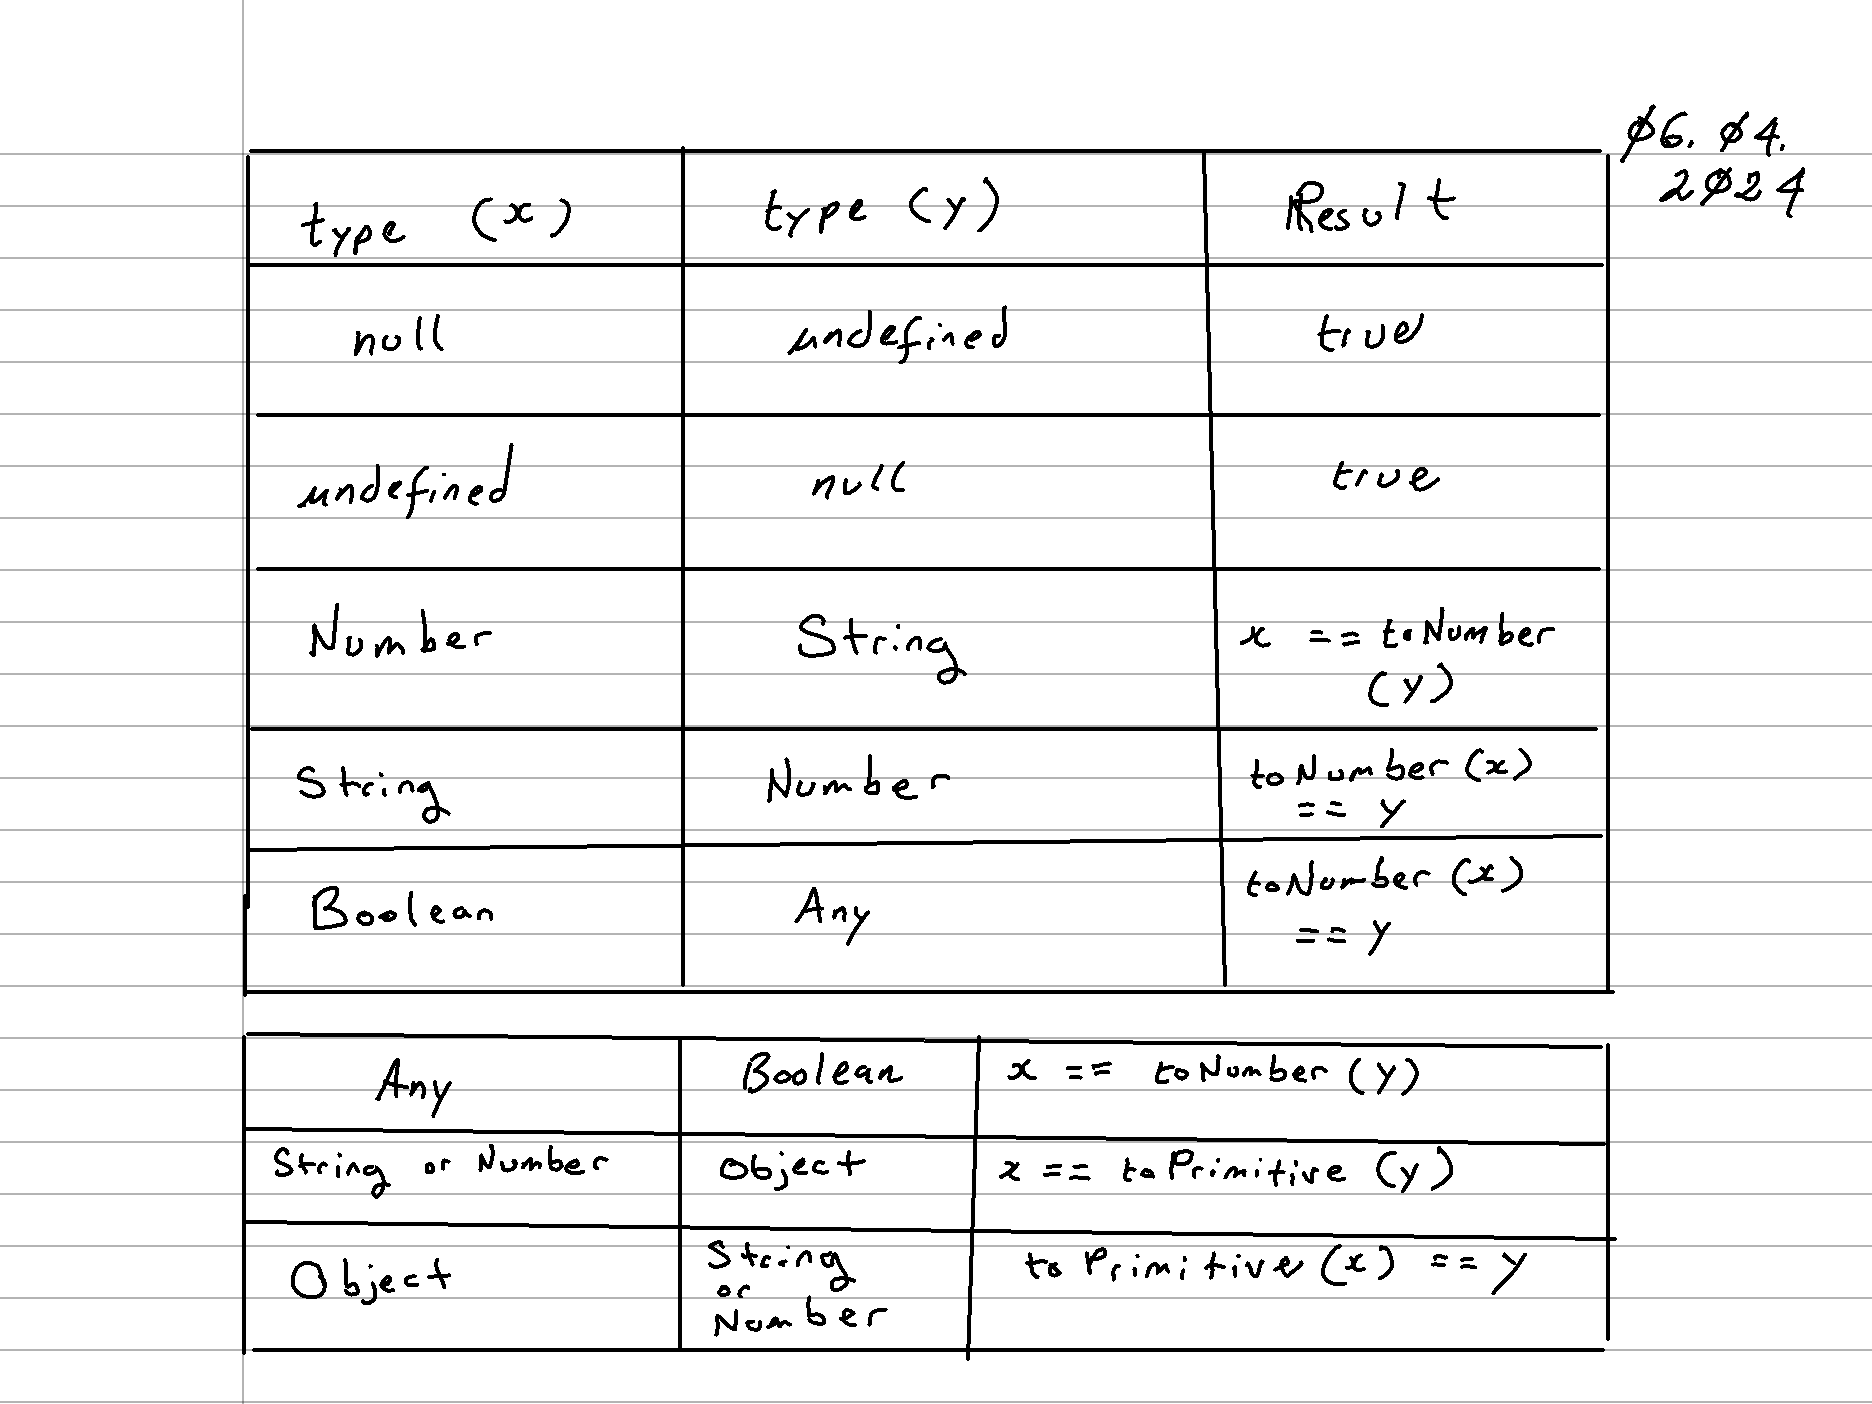 ø6. ø4.
2ø24
type (x) type (y) Result
null undefined true
undefined null true
Number String x == toNumber
(y)
String Number toNumber (x)
== y
Boolean Any toNumber (x)
== y
Any Boolean x == toNumber (y)
String or Number Object x == toPrimitive (y)
Object String
or
Number
toPrimitive (x) == y